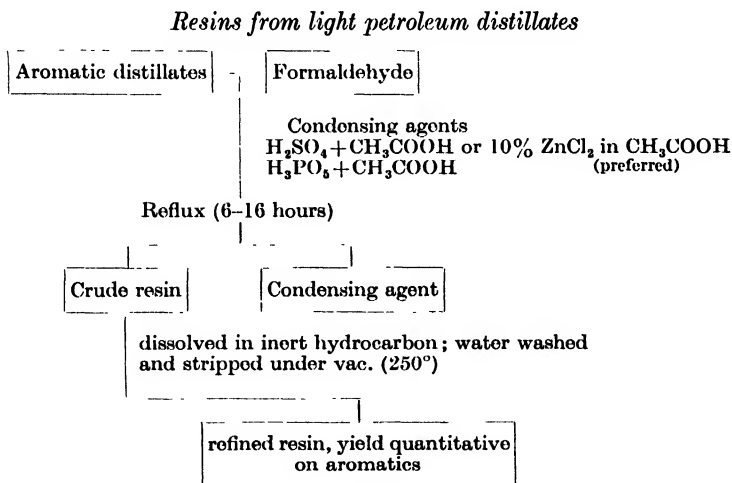 Resins from light petroleum distillates
Aromatic distillates
Formaldehyde
Condensing agents
H₂SO₄+CH₃COOH or 10% ZnCl₂ in CH₃COOH
H₃PO₅+CH₃COOH (preferred)
Reflux (6–16 hours)
Crude resin
Condensing agent
dissolved in inert hydrocarbon; water washed
and stripped under vac. (250°)
refined resin, yield quantitative
on aromatics